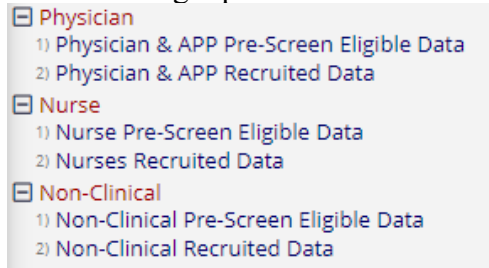 Physician
1) Physician & APP Pre-Screen Eligible Data
2) Physician & APP Recruited Data
Nurse
1) Nurse Pre-Screen Eligible Data
2) Nurses Recruited Data
Non-Clinical
1) Non-Clinical Pre-Screen Eligible Data
2) Non-Clinical Recruited Data